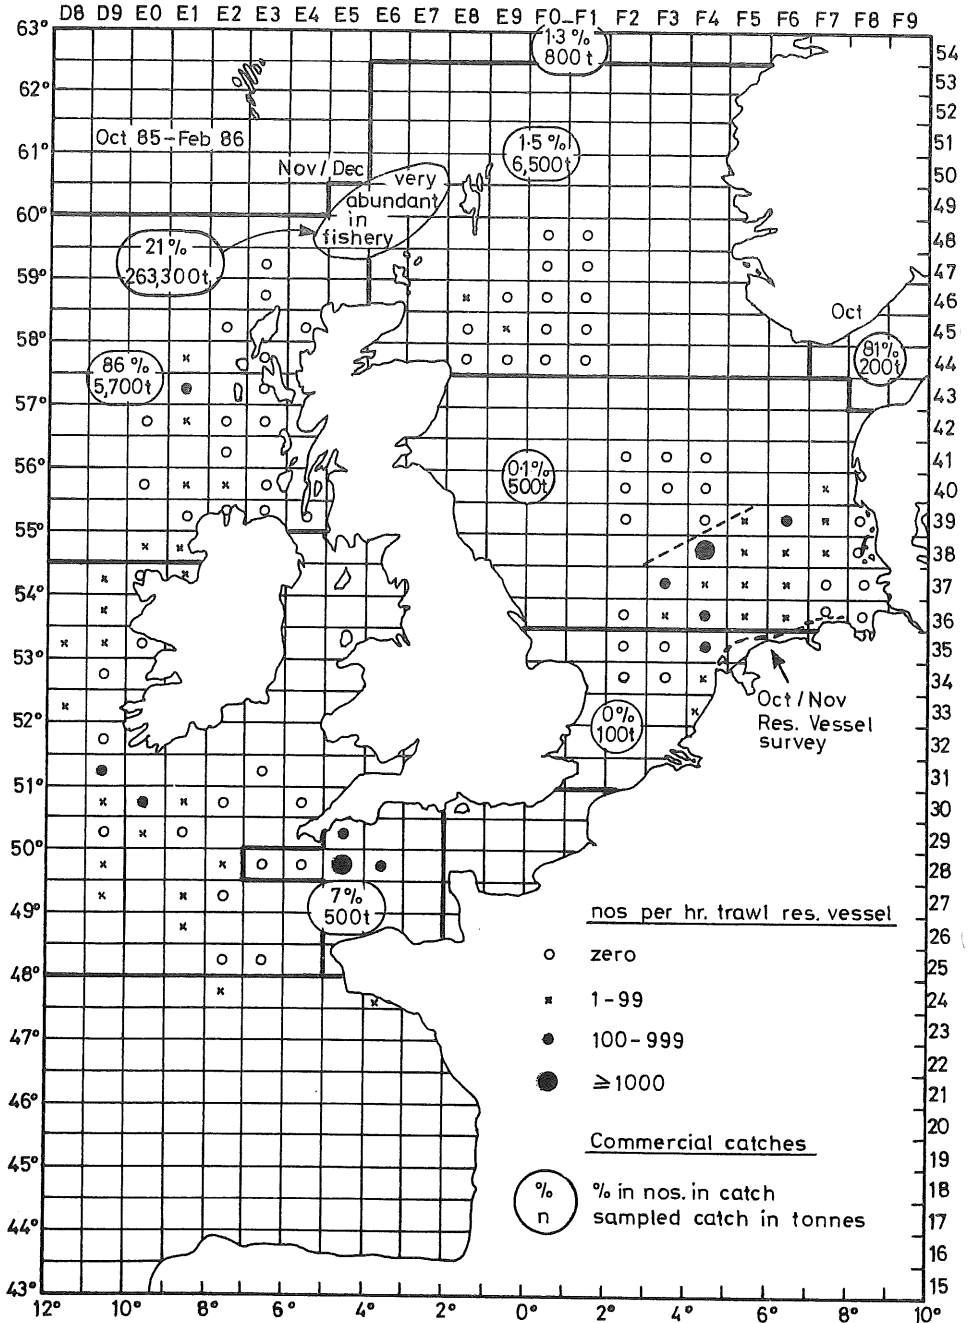 D8 D9 E0 E1 E2 E3 E4 E5 E6 E7 E8 E9 F0 F1 F2 F3 F4 F5 F6 F7 F8 F9
63°
62°
61°
60°
59°
58°
57°
56°
55°
54°
53°
52°
51°
50°
49°
48°
47°
46°
45°
44°
43°
54
53
52
51
50
49
48
47
46
45
44
43
42
41
40
39
38
37
36
35
34
33
32
31
30
29
28
27
26
25
24
23
22
21
20
19
18
17
16
15
1·3 %
800 t
Oct 85 – Feb 86
1·5 %
6,500t
Nov / Dec
very
abundant
in
fishery
21 %
263,300t
Oct
86 %
5,700t
81%
200t
0·1%
500t
0%
100t
Oct / Nov
Res. Vessel
survey
7 %
500t
nos per hr. trawl res. vessel
zero
1 – 99
100 – 999
≥ 1000
Commercial catches
%
n
% in nos. in catch
sampled catch in tonnes
12° 10° 8° 6° 4° 2° 0° 2° 4° 6° 8° 10°